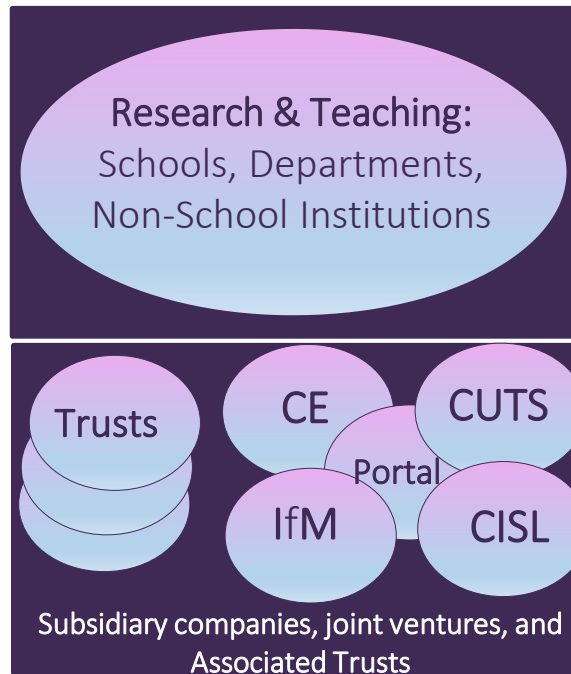 Research & Teaching:
Schools, Departments,
Non-School Institutions
Trusts
CE
CUTS
Portal
IfM
CISL
Subsidiary companies, joint ventures, and
Associated Trusts